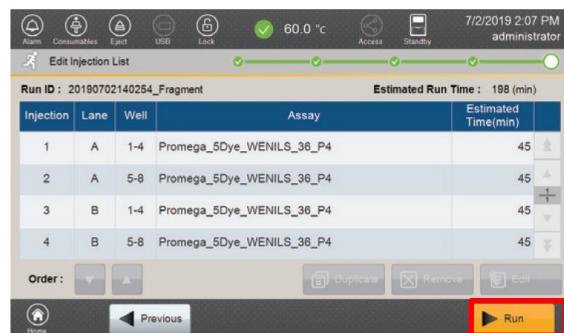 7/2/2019 2:07 PM
60.0 °c
administrator
Alarm Consumables Eject USB Lock Access Standby
Edit Injection List
Run ID : 20190702140254_Fragment Estimated Run Time : 198 (min)
Injection Lane Well Assay Estimated Time(min)
1 A 1-4 Promega_5Dye_WENILS_36_P4 45
2 A 5-8 Promega_5Dye_WENILS_36_P4 45
1
1
3 B 1-4 Promega_5Dye_WENILS_36_P4 45
4 B 5-8 Promega_5Dye_WENILS_36_P4 45
Order : Duplicate Remove Edit
Previous Run
Home